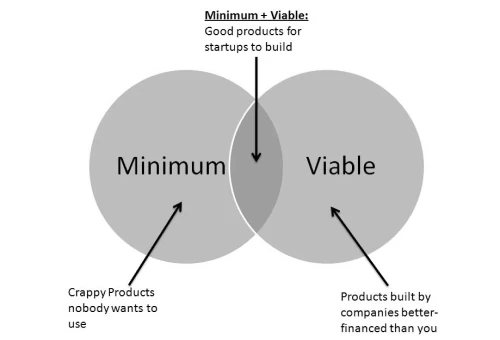 Minimum + Viable:
Good products for
startups to build
Minimum
Viable
Crappy Products
nobody wants to
use
Products built by
companies better-
financed than you